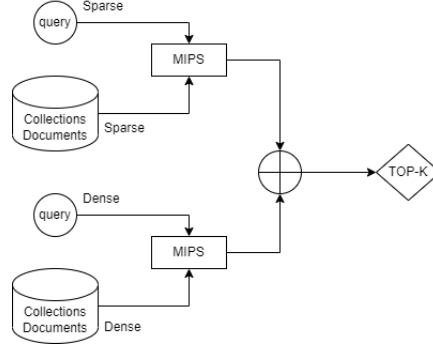 Sparse
query
MIPS
Collections
Documents
Sparse
TOP-K
Dense
query
MIPS
Collections
Documents
Dense